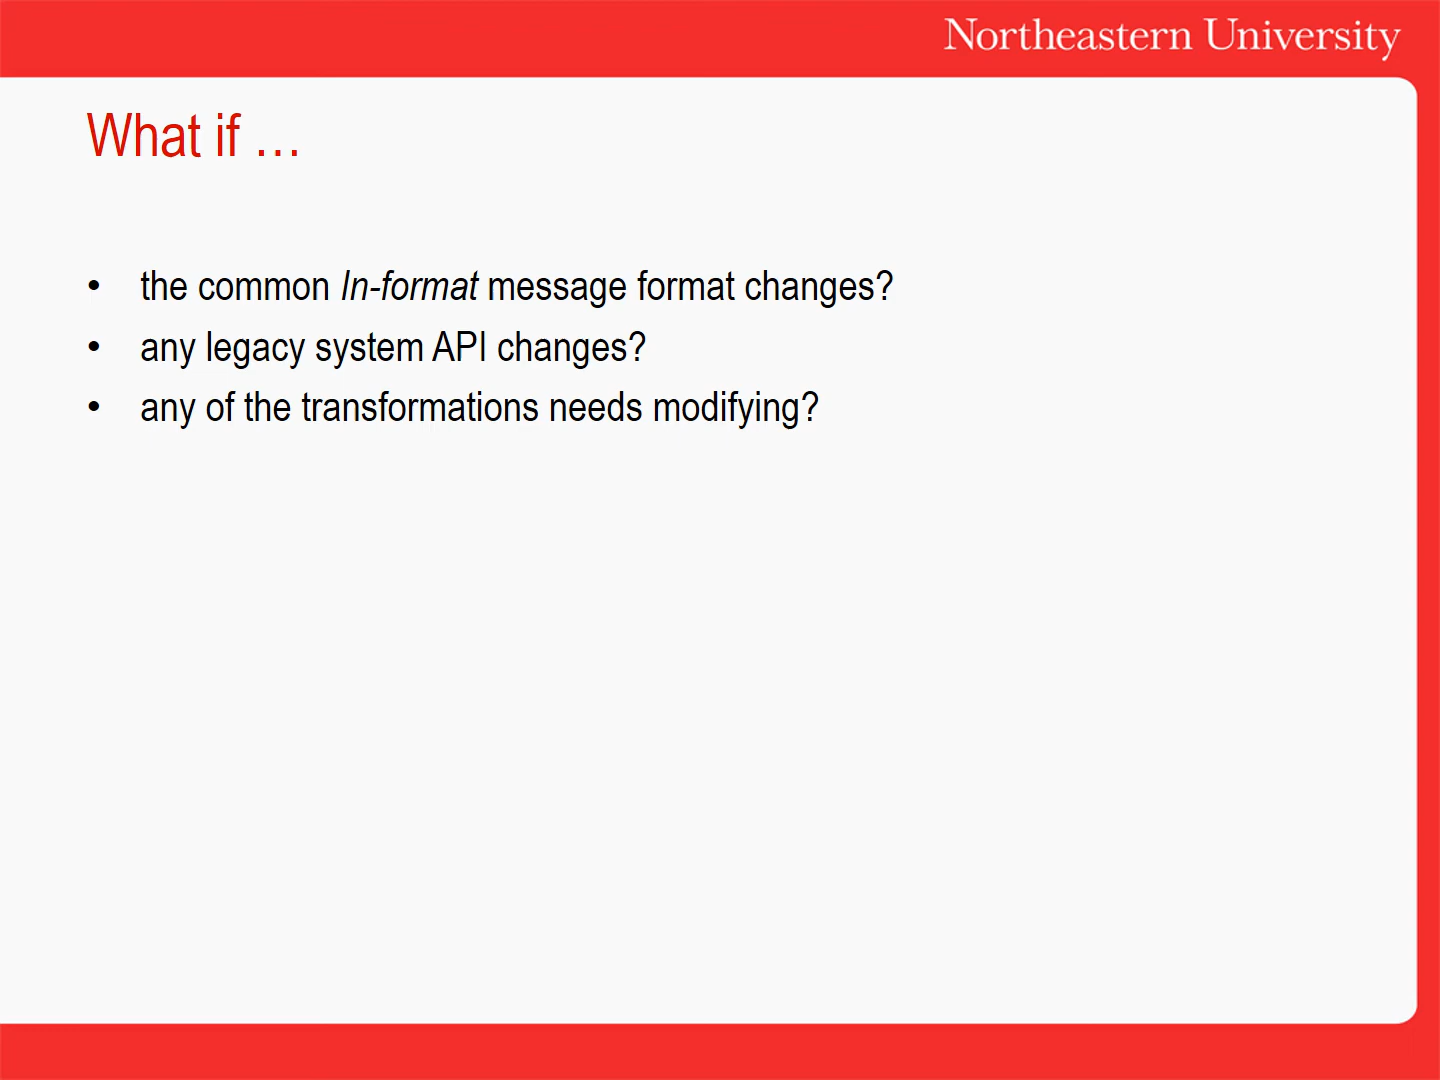 Northeastern University
What if …
• the common In-format message format changes?
• any legacy system API changes?
• any of the transformations needs modifying?